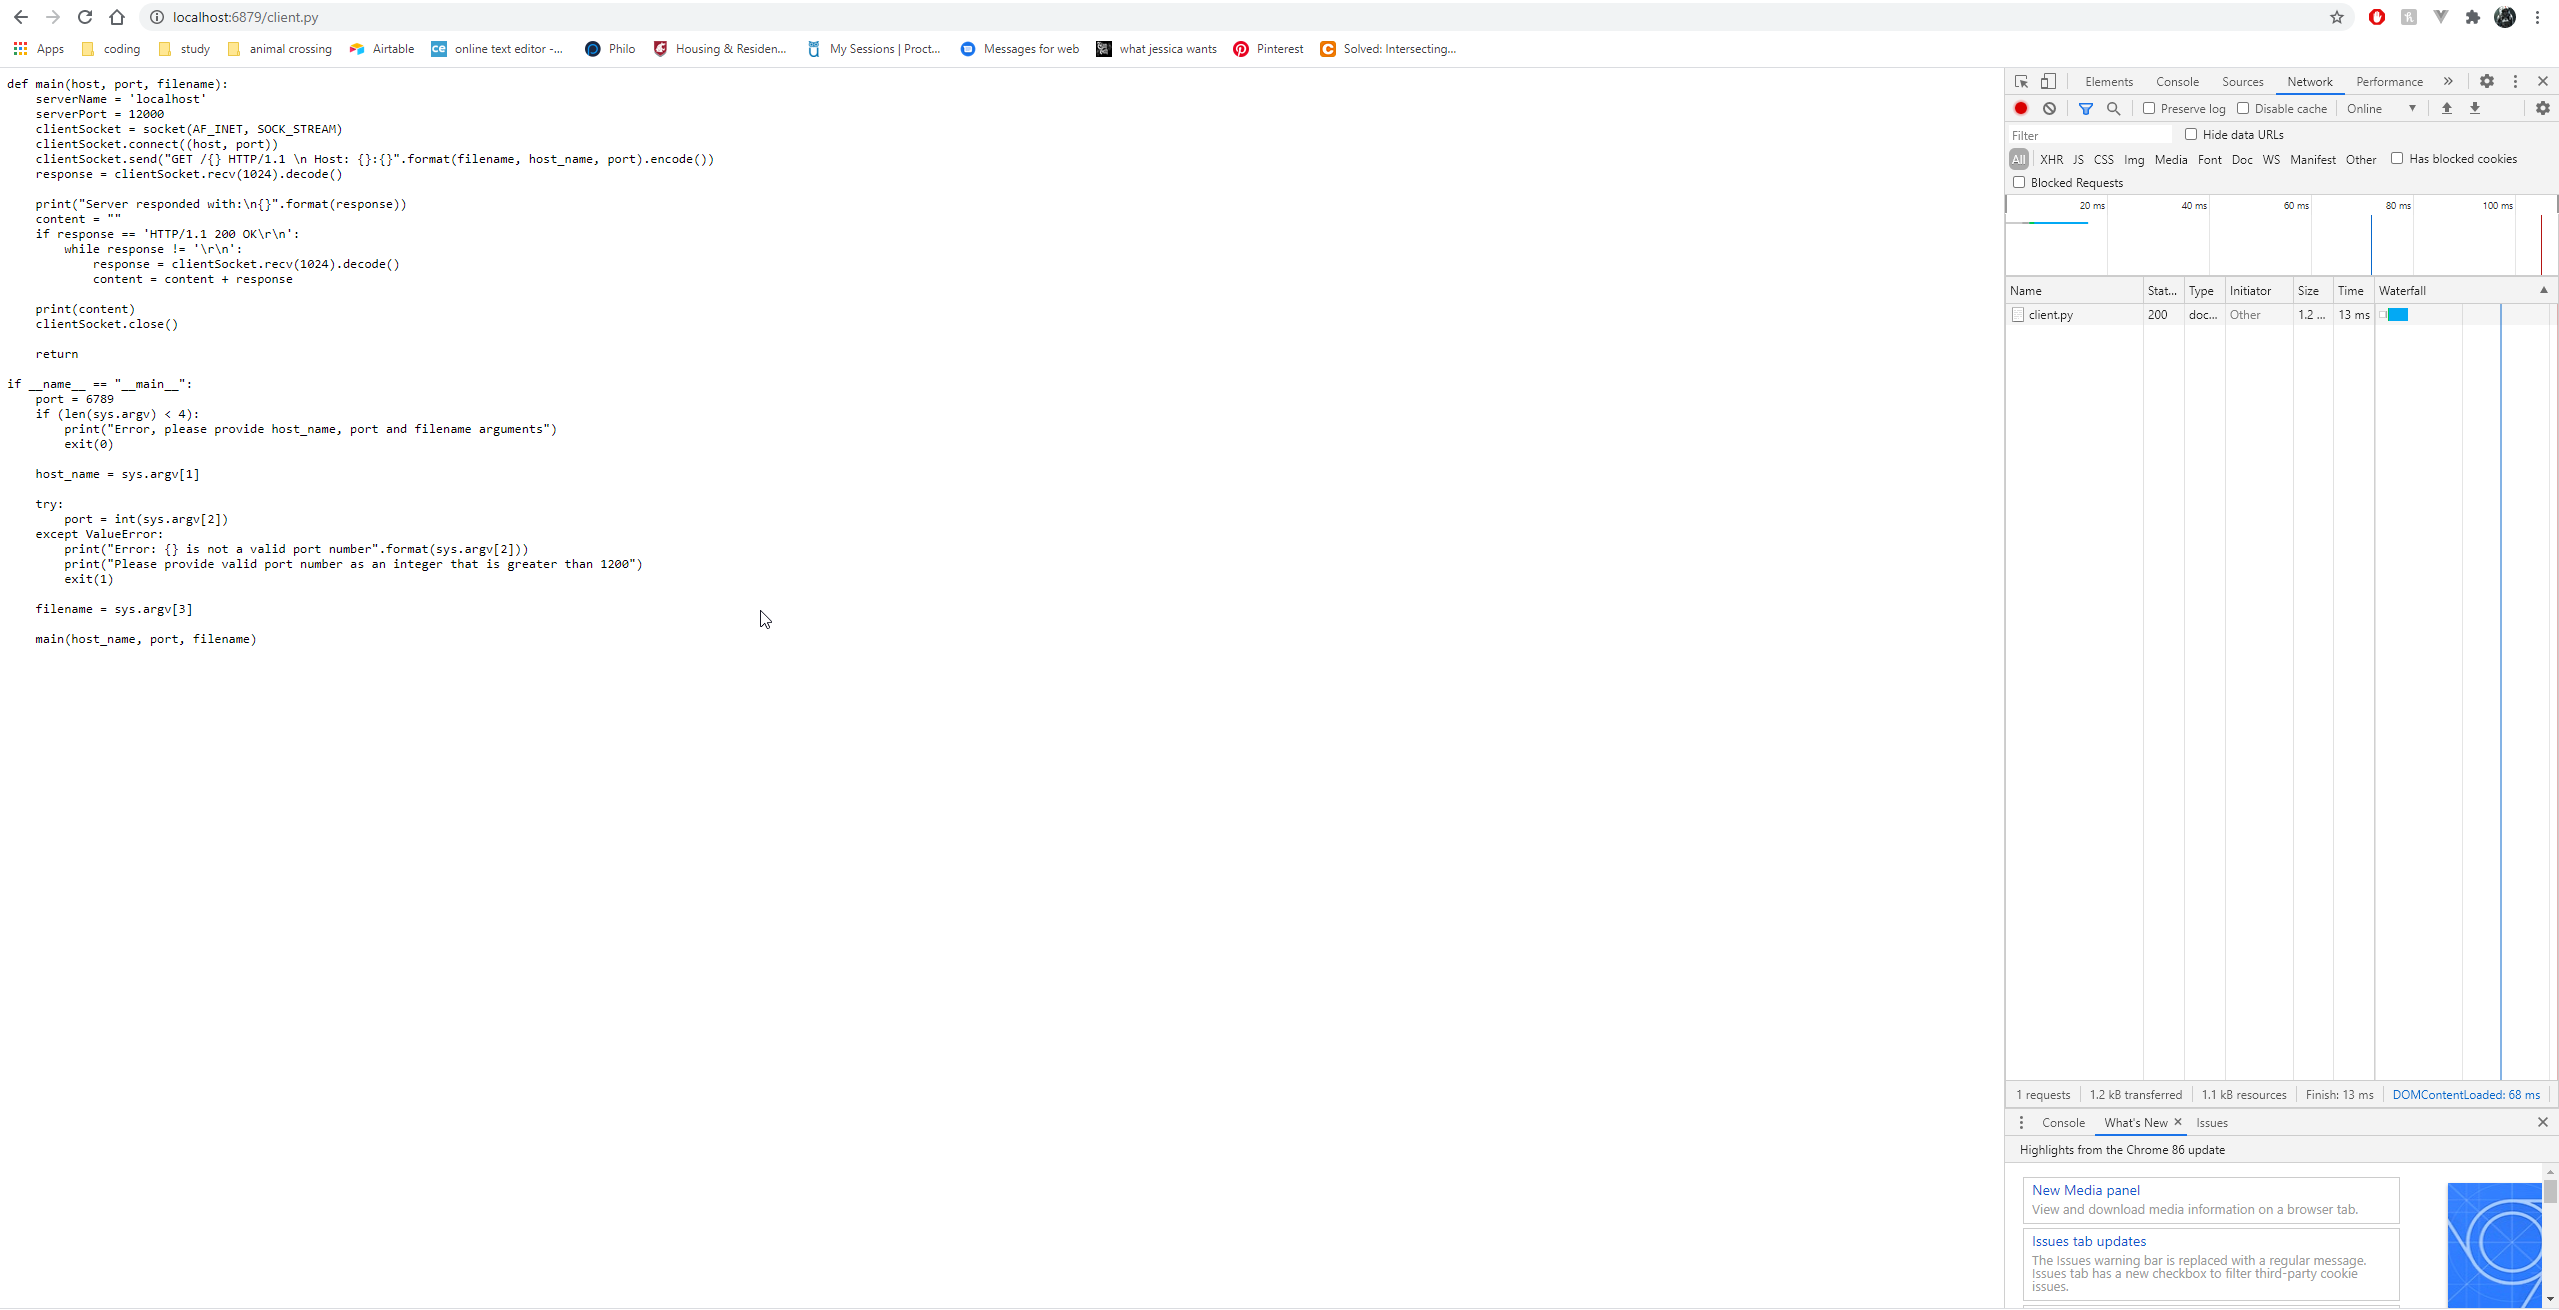 localhost:6879/client.py
Apps coding study animal crossing Airtable online text editor -... Philo Housing & Residen... My Sessions | Proct... Messages for web what jessica wants Pinterest Solved: Intersecting...
def main(host, port, filename):
    serverName = 'localhost'
    serverPort = 12000
    clientSocket = socket(AF_INET, SOCK_STREAM)
    clientSocket.connect((host, port))
    clientSocket.send("GET /{} HTTP/1.1 \n Host: {}:{}".format(filename, host_name, port).encode())
    response = clientSocket.recv(1024).decode()
    print("Server responded with:\n{}".format(response))
    content = ""
    if response == 'HTTP/1.1 200 OK\r\n':
        while response != '\r\n':
            response = clientSocket.recv(1024).decode()
            content = content + response
    print(content)
    clientSocket.close()
    return
if __name__ == "__main__":
    port = 6789
    if (len(sys.argv) < 4):
        print("Error, please provide host_name, port and filename arguments")
        exit(0)
    host_name = sys.argv[1]
    try:
        port = int(sys.argv[2])
    except ValueError:
        print("Error: {} is not a valid port number".format(sys.argv[2]))
        print("Please provide valid port number as an integer that is greater than 1200")
        exit(1)
    filename = sys.argv[3]
    main(host_name, port, filename)
Elements Console Sources Network Performance »
Preserve log Disable cache Online
Filter Hide data URLs
All XHR JS CSS Img Media Font Doc WS Manifest Other Has blocked cookies
Blocked Requests
20 ms 40 ms 60 ms 80 ms 100 ms
Name Stat... Type Initiator Size Time Waterfall
client.py 200 doc... Other 1.2 ... 13 ms
1 requests 1.2 kB transferred 1.1 kB resources Finish: 13 ms DOMContentLoaded: 68 ms
Console What's New Issues
Highlights from the Chrome 86 update
New Media panel
View and download media information on a browser tab.
Issues tab updates
The Issues warning bar is replaced with a regular message.
Issues tab has a new checkbox to filter third-party cookie
issues.